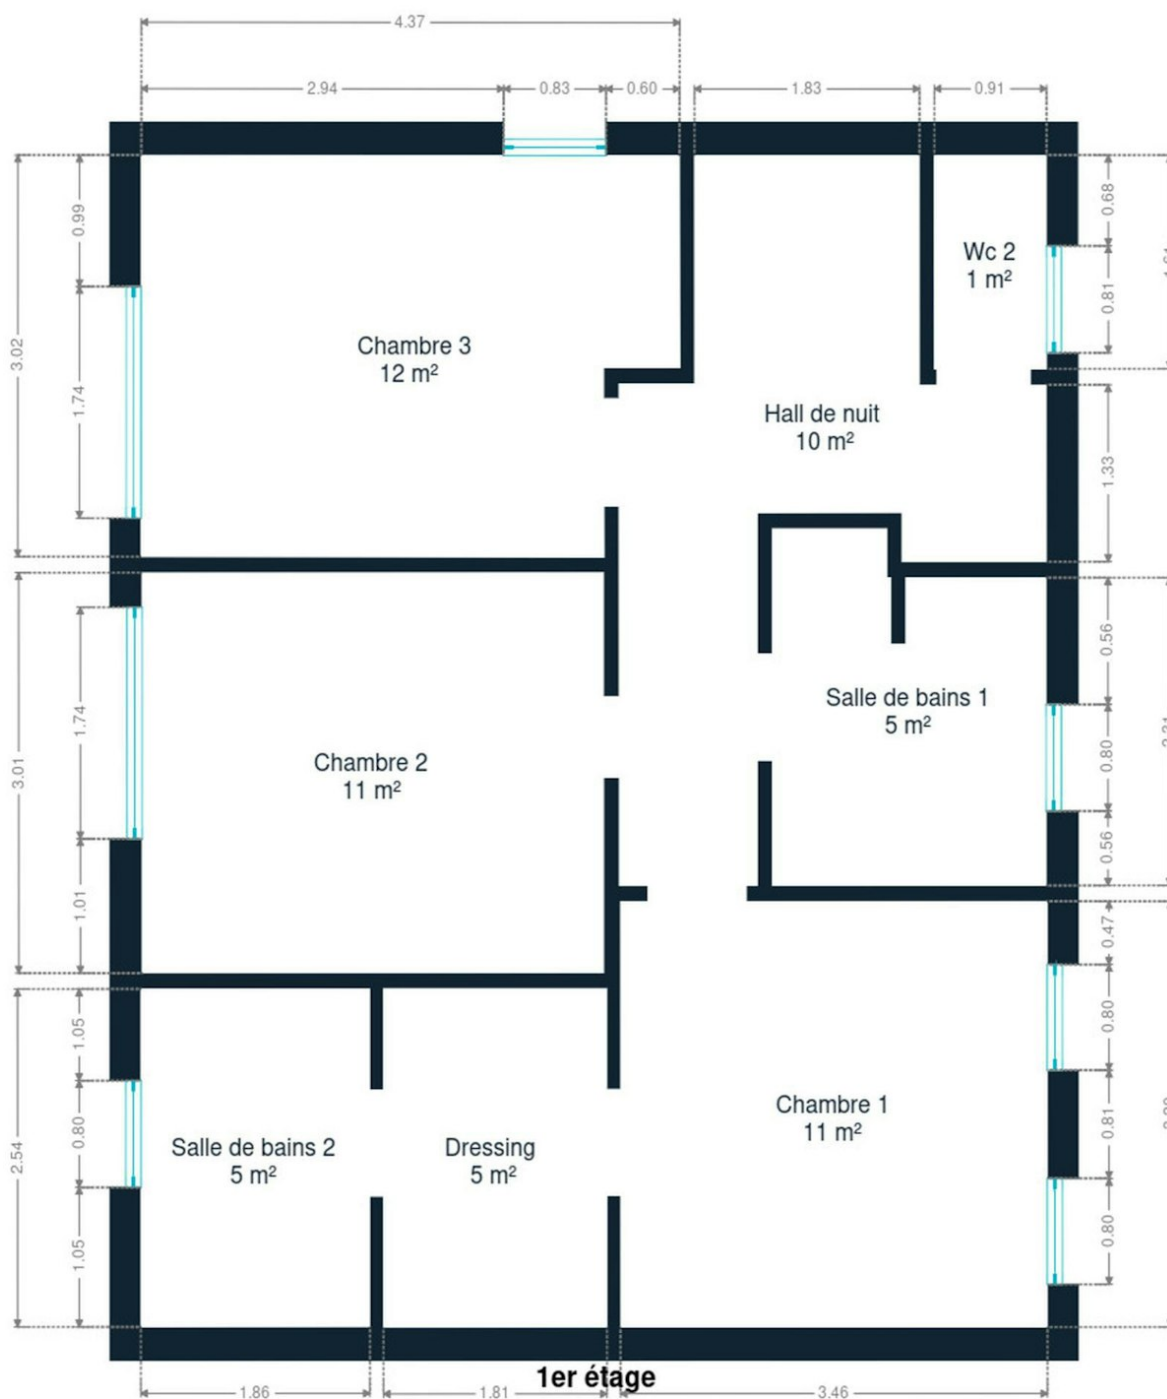 4.37
2.94
0.83
0.60
1.83
0.91
0.99
3.02
1.74
0.68
0.81
Wc 2
1 m²
Chambre 3
12 m²
Hall de nuit
10 m²
1.33
0.56
1.74
3.01
Salle de bains 1
5 m²
0.80
Chambre 2
11 m²
0.56
1.01
0.47
1.05
0.80
0.80
2.54
Salle de bains 2
5 m²
Dressing
5 m²
Chambre 1
11 m²
0.81
1.05
0.80
1er étage
1.86
1.81
3.46